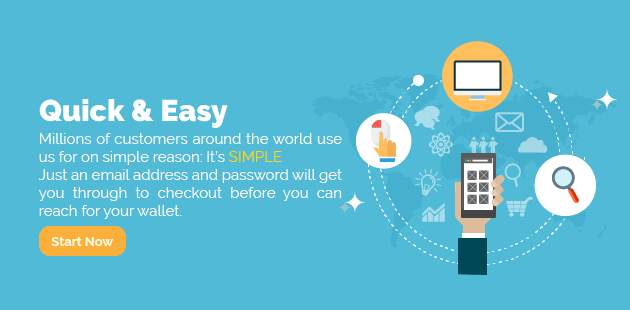 Quick & Easy
Millions of customers around the world use
us for on simple reason: It's SIMPLE
Just an email address and password will get
you through to checkout before you can
reach for your wallet.
Start Now